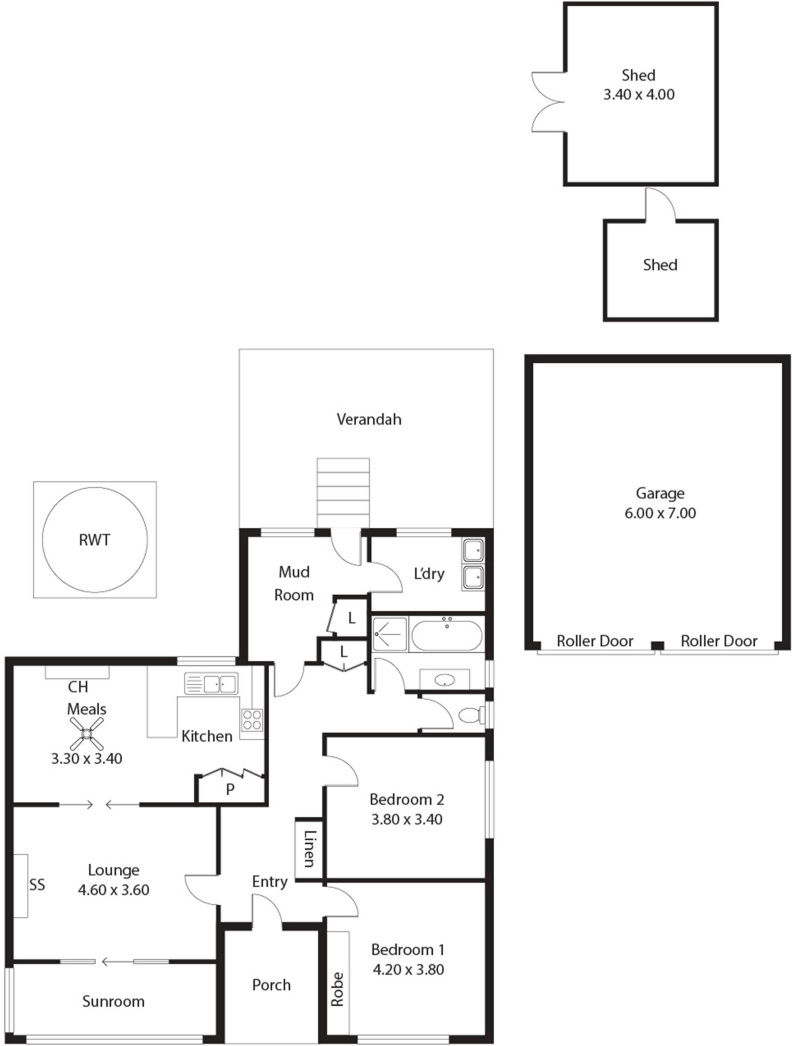 Shed
3.40 x 4.00
Shed
Verandah
Garage
6.00 x 7.00
RWT
Mud
Room
L'dry
L
L
Roller Door
Roller Door
CH
Meals
3.30 x 3.40
Kitchen
P
Bedroom 2
3.80 x 3.40
Linen
Lounge
4.60 x 3.60
SS
Entry
Bedroom 1
4.20 x 3.80
Robe
Porch
Sunroom